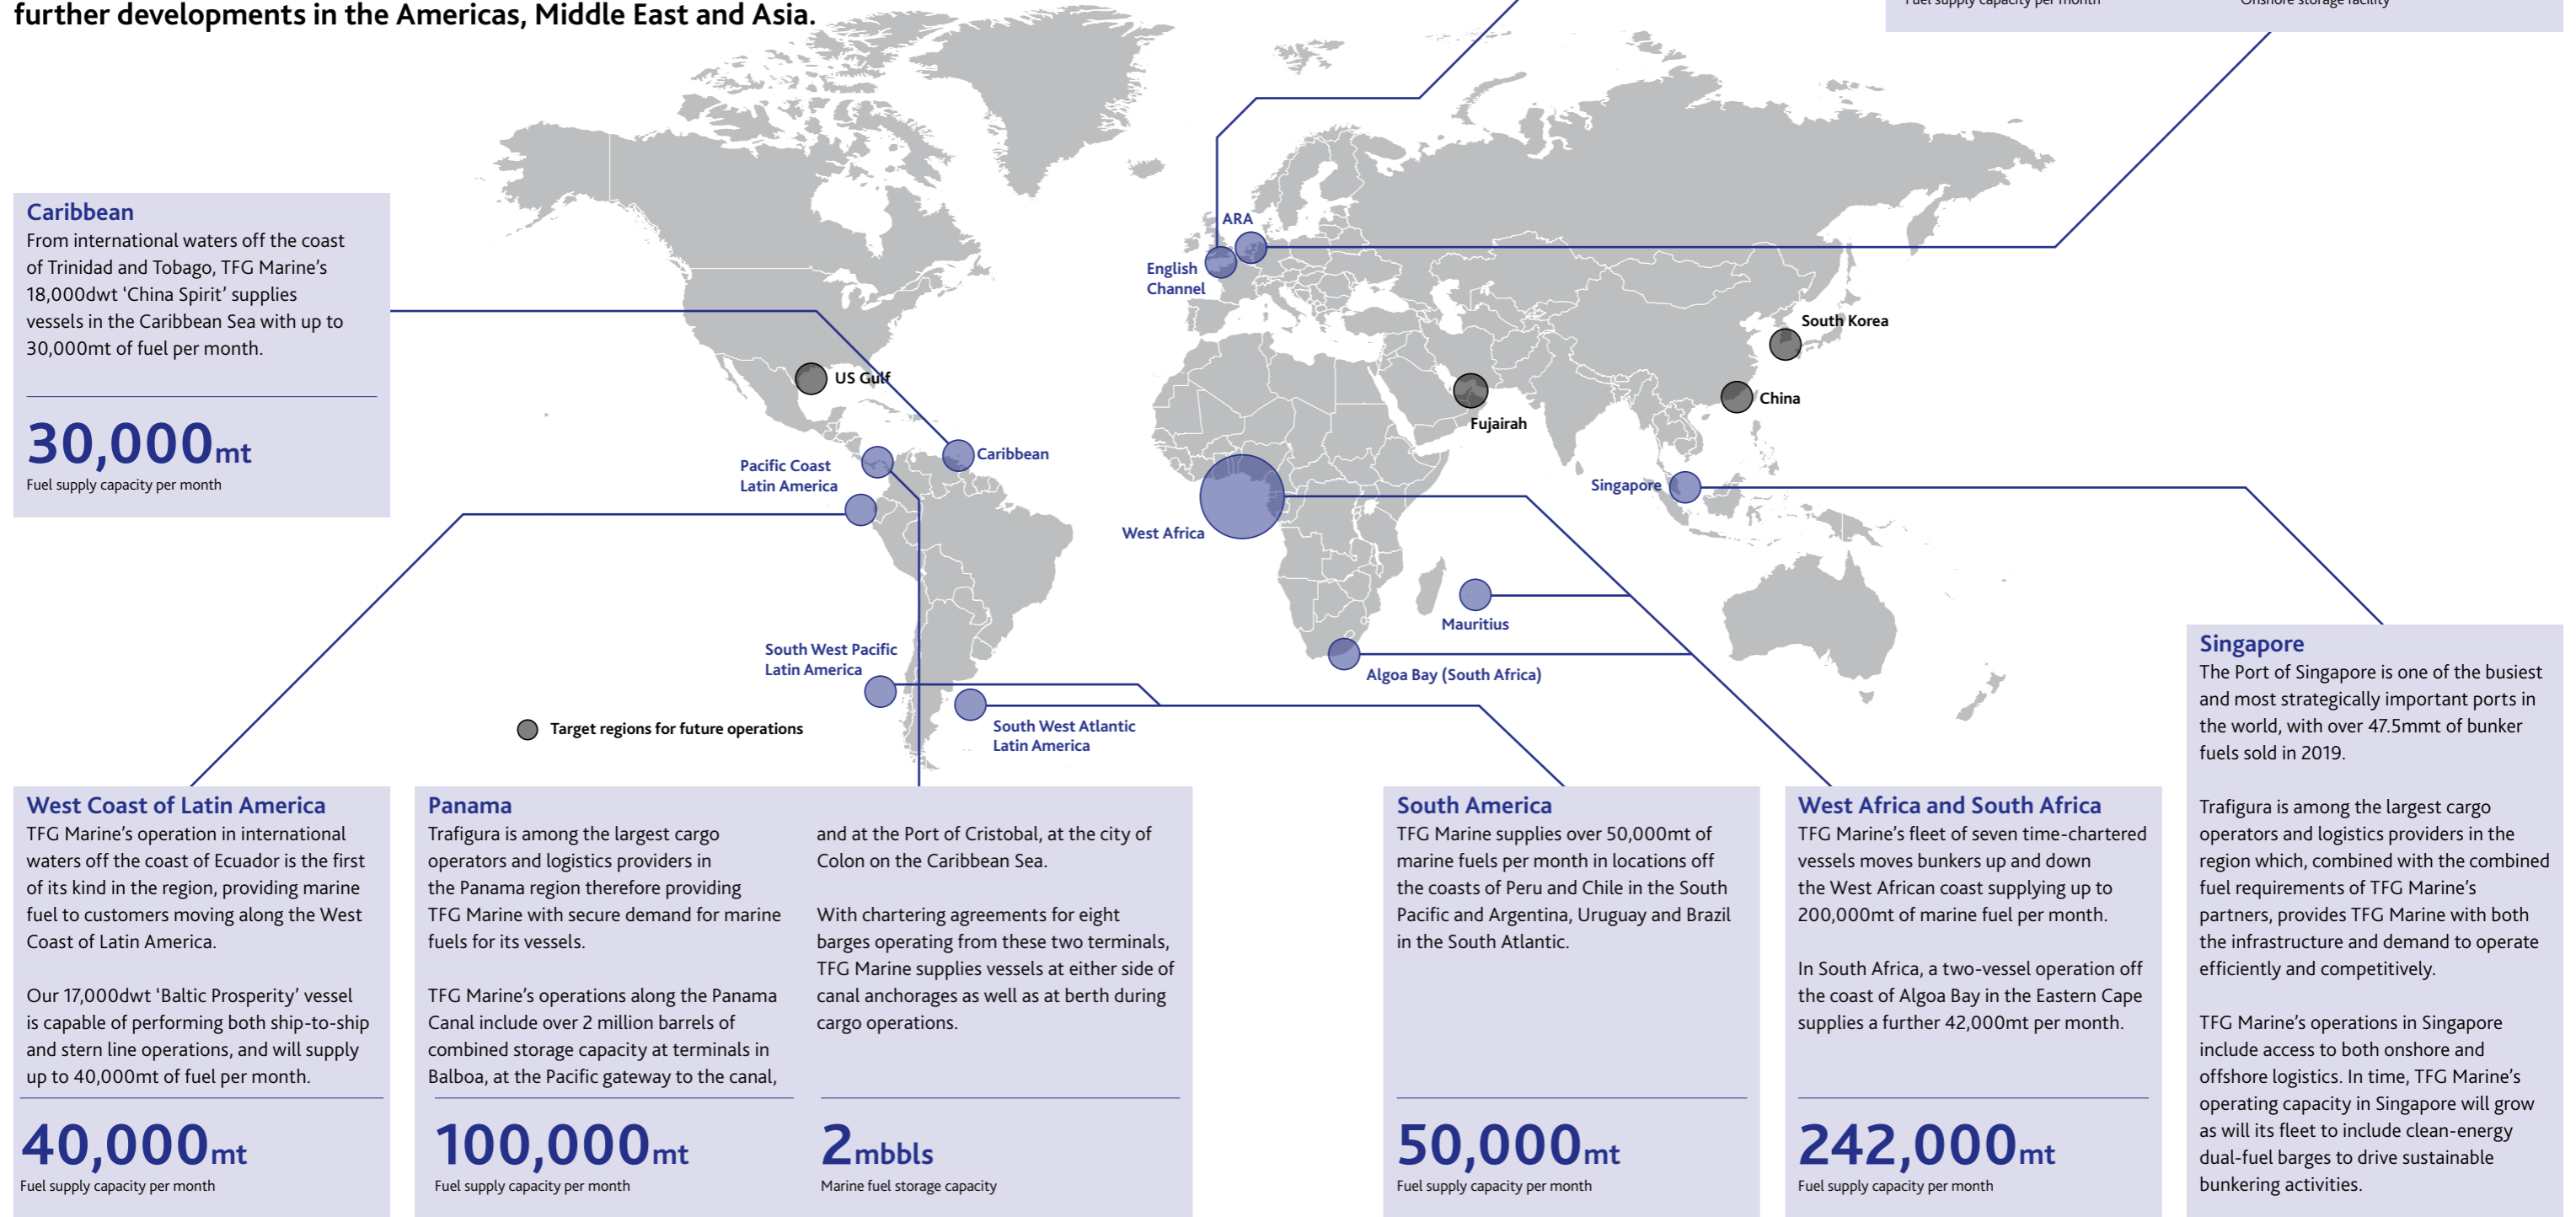 further developments in the Americas, Middle East and Asia.
Fuel supply capacity per month
Onshore storage facility
Caribbean
From international waters off the coast
of Trinidad and Tobago, TFG Marine’s
18,000dwt ‘China Spirit’ supplies
vessels in the Caribbean Sea with up to
30,000mt of fuel per month.
30,000mt
Fuel supply capacity per month
ARA
English
Channel
South Korea
US Gulf
China
Fujairah
Caribbean
Pacific Coast
Latin America
Singapore
West Africa
Mauritius
South West Pacific
Latin America
Algoa Bay (South Africa)
South West Atlantic
Latin America
Target regions for future operations
West Coast of Latin America
TFG Marine’s operation in international
waters off the coast of Ecuador is the first
of its kind in the region, providing marine
fuel to customers moving along the West
Coast of Latin America.
Our 17,000dwt ‘Baltic Prosperity’ vessel
is capable of performing both ship-to-ship
and stern line operations, and will supply
up to 40,000mt of fuel per month.
40,000mt
Fuel supply capacity per month
Panama
Trafigura is among the largest cargo
operators and logistics providers in
the Panama region therefore providing
TFG Marine with secure demand for marine
fuels for its vessels.
TFG Marine’s operations along the Panama
Canal include over 2 million barrels of
combined storage capacity at terminals in
Balboa, at the Pacific gateway to the canal,
and at the Port of Cristobal, at the city of
Colon on the Caribbean Sea.
With chartering agreements for eight
barges operating from these two terminals,
TFG Marine supplies vessels at either side of
canal anchorages as well as at berth during
cargo operations.
100,000mt
Fuel supply capacity per month
2mbbls
Marine fuel storage capacity
South America
TFG Marine supplies over 50,000mt of
marine fuels per month in locations off
the coasts of Peru and Chile in the South
Pacific and Argentina, Uruguay and Brazil
in the South Atlantic.
50,000mt
Fuel supply capacity per month
West Africa and South Africa
TFG Marine’s fleet of seven time-chartered
vessels moves bunkers up and down
the West African coast supplying up to
200,000mt of marine fuel per month.
In South Africa, a two-vessel operation off
the coast of Algoa Bay in the Eastern Cape
supplies a further 42,000mt per month.
242,000mt
Fuel supply capacity per month
Singapore
The Port of Singapore is one of the busiest
and most strategically important ports in
the world, with over 47.5mmt of bunker
fuels sold in 2019.
Trafigura is among the largest cargo
operators and logistics providers in the
region which, combined with the combined
fuel requirements of TFG Marine’s
partners, provides TFG Marine with both
the infrastructure and demand to operate
efficiently and competitively.
TFG Marine’s operations in Singapore
include access to both onshore and
offshore logistics. In time, TFG Marine’s
operating capacity in Singapore will grow
as will its fleet to include clean-energy
dual-fuel barges to drive sustainable
bunkering activities.